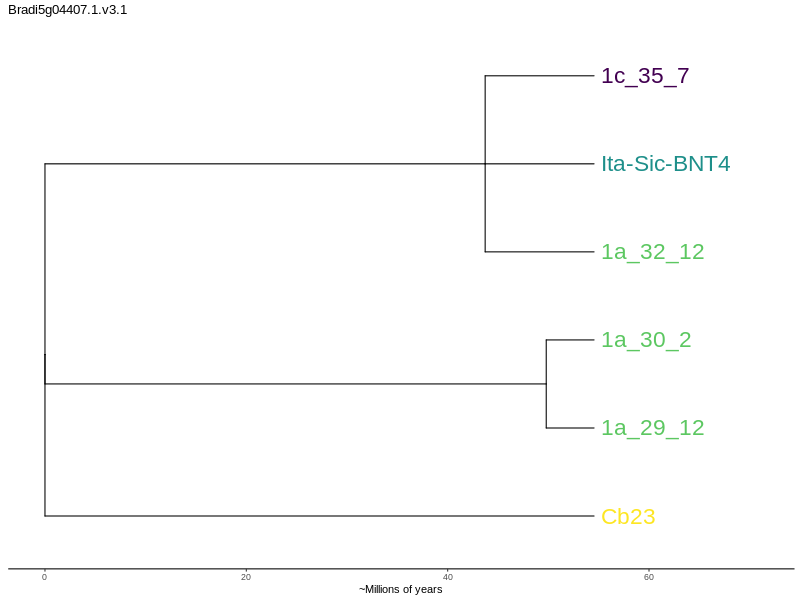 Bradi5g04407.1.v3.1
1c_35_7
Ita-Sic-BNT4
1a_32_12
1a_30_2
1a_29_12
Cb23
0 20 40 60
~Millions of years